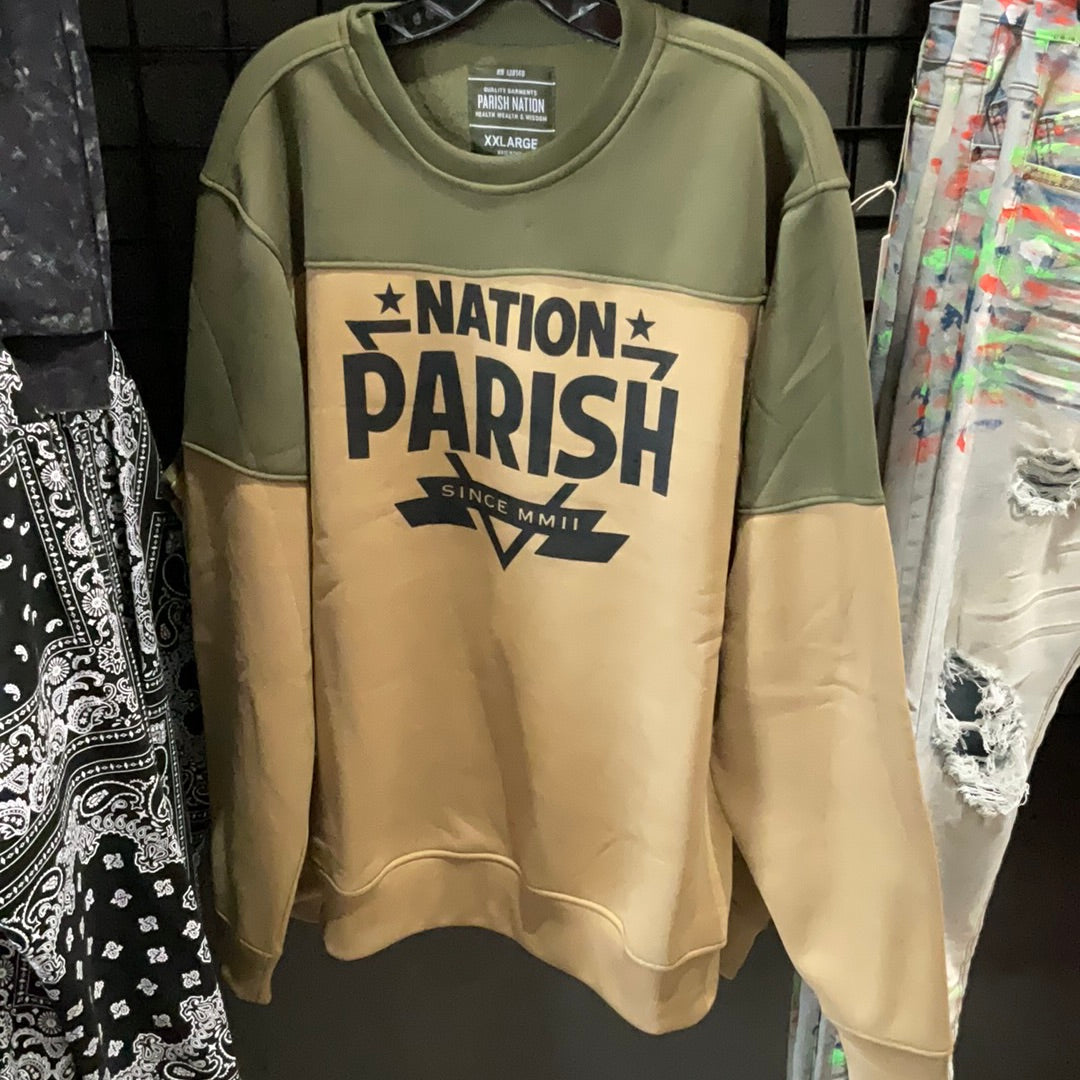 QUALITY GARMENTS
PARISH NATION
HEALTH WEALTH & WISDOM
XXLARGE
NATION
PARISH
SINCE MMII